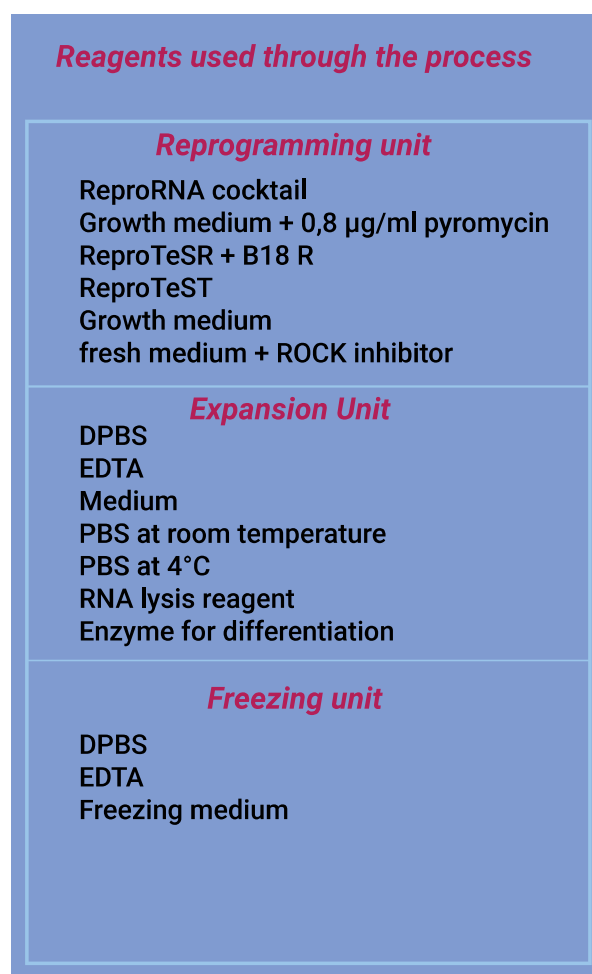 Reagents used through the process
Reprogramming unit
ReproRNA cocktail
Growth medium + 0,8 µg/ml pyromycin
ReproTeSR + B18 R
ReproTeST
Growth medium
fresh medium + ROCK inhibitor
Expansion Unit
DPBS
EDTA
Medium
PBS at room temperature
PBS at 4°C
RNA lysis reagent
Enzyme for differentiation
Freezing unit
DPBS
EDTA
Freezing medium